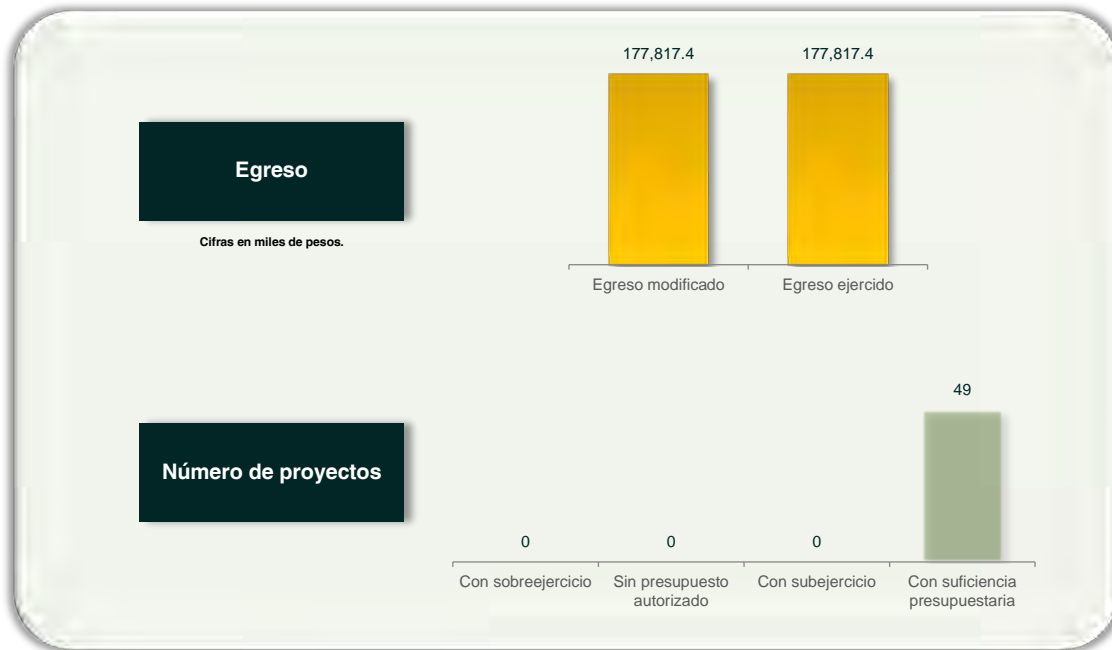 177,817.4 177,817.4
Egreso
Cifras en miles de pesos.
Egreso modificado Egreso ejercido
49
Número de proyectos
0 0 0
Con sobreejercicio Sin presupuesto autorizado Con subejercicio Con suficiencia presupuestaria